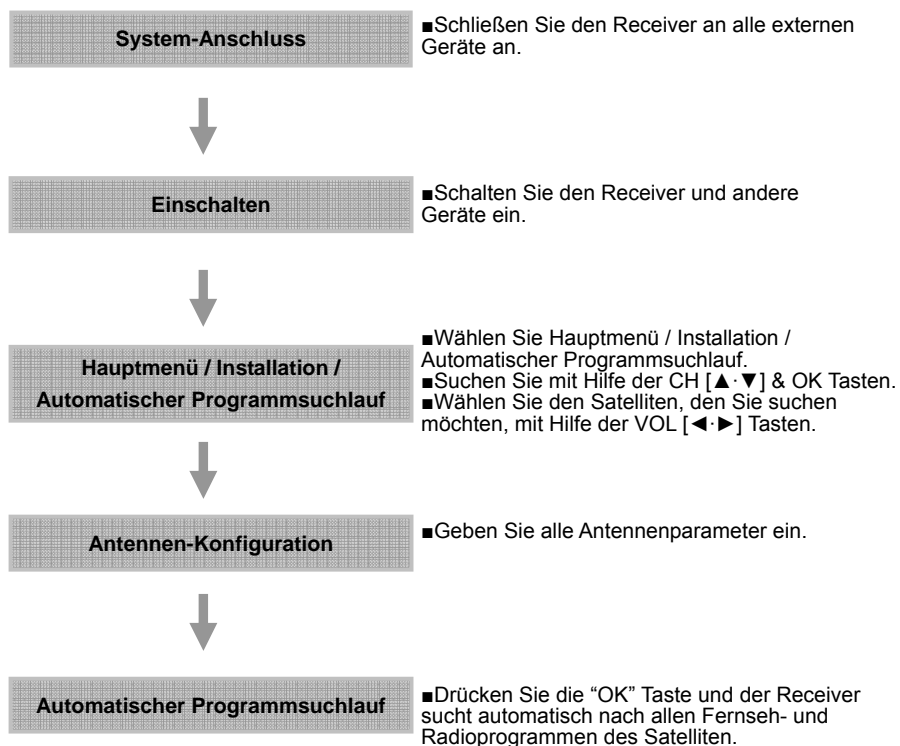 System-Anschluss
■Schließen Sie den Receiver an alle externen
Geräte an.
Einschalten
■Schalten Sie den Receiver und andere
Geräte ein.
Hauptmenü / Installation /
Automatischer Programmsuchlauf
■Wählen Sie Hauptmenü / Installation /
Automatischer Programmsuchlauf.
■Suchen Sie mit Hilfe der CH [▲·▼] & OK Tasten.
■Wählen Sie den Satelliten, den Sie suchen
möchten, mit Hilfe der VOL [◄·►] Tasten.
Antennen-Konfiguration
■Geben Sie alle Antennenparameter ein.
Automatischer Programmsuchlauf
■Drücken Sie die “OK” Taste und der Receiver
sucht automatisch nach allen Fernseh- und
Radioprogrammen des Satelliten.